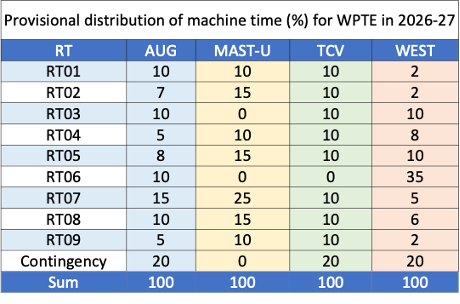 Provisional distribution of machine time (%) for WPTE in 2026-27
RT AUG MAST-U TCV WEST
RT01 10 10 10 2
RT02 7 15 10 2
RT03 10 0 10 10
RT04 5 10 10 8
RT05 8 15 10 10
RT06 10 0 0 35
RT07 15 25 10 5
RT08 10 15 10 6
RT09 5 10 10 2
Contingency 20 0 20 20
Sum 100 100 100 100